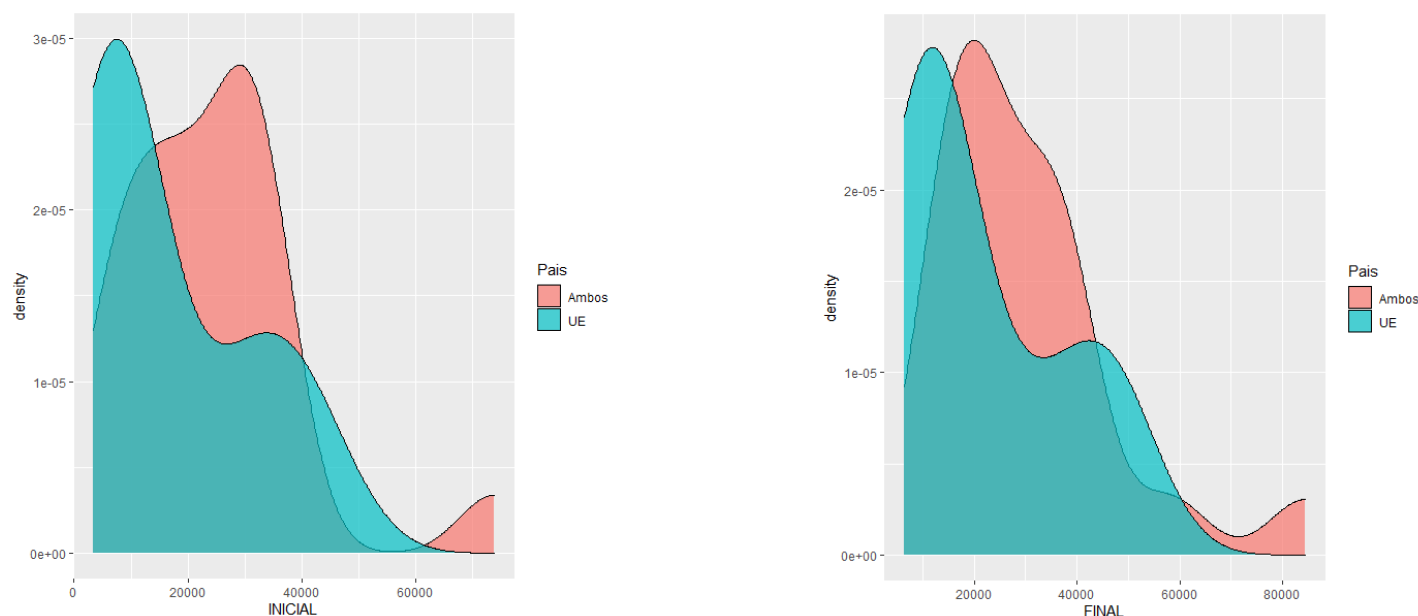 3e-05
2e-05
1e-05
0e+00
density
0
20000
40000
60000
INICIAL
Pais
Ambos
UE
2e-05
1e-05
0e+00
density
20000
40000
60000
80000
FINAL
Pais
Ambos
UE